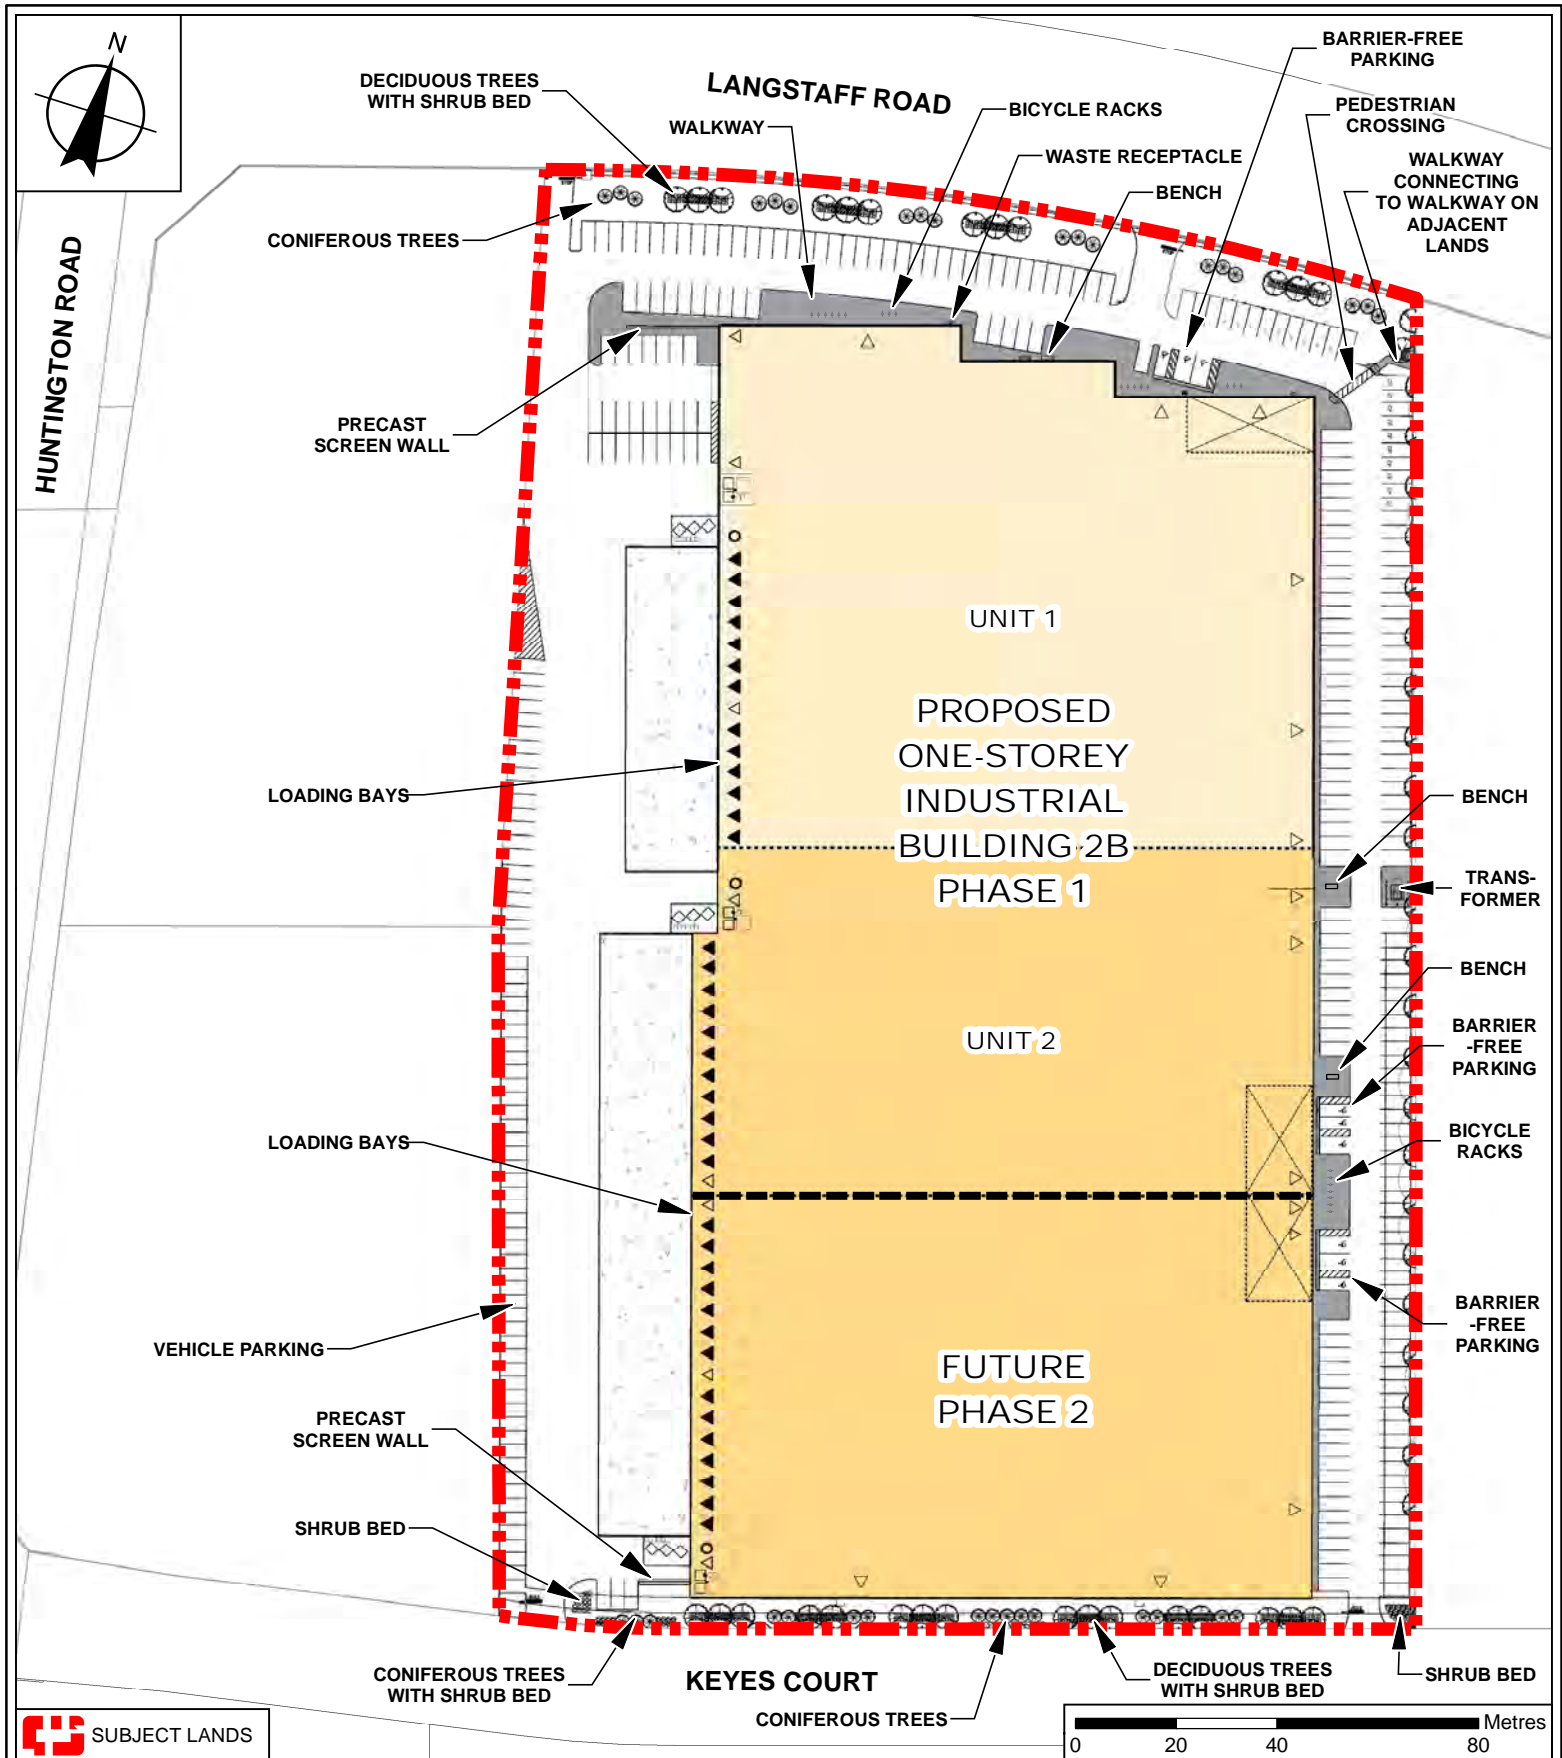 N
DECIDUOUS TREES
WITH SHRUB BED
LANGSTAFF ROAD
WALKWAY
BICYCLE RACKS
WASTE RECEPTACLE
BENCH
BARRIER-FREE
PARKING
PEDESTRIAN
CROSSING
WALKWAY
CONNECTING
TO WALKWAY ON
ADJACENT
LANDS
CONIFEROUS TREES
HUNTINGTON ROAD
PRECAST
SCREEN WALL
UNIT 1
PROPOSED
ONE-STOREY
INDUSTRIAL
BUILDING 2B
PHASE 1
LOADING BAYS
BENCH
TRANS-
FORMER
BENCH
UNIT 2
BARRIER
-FREE
PARKING
LOADING BAYS
BICYCLE
RACKS
VEHICLE PARKING
BARRIER
-FREE
PARKING
FUTURE
PHASE 2
PRECAST
SCREEN WALL
SHRUB BED
CONIFEROUS TREES
WITH SHRUB BED
KEYES COURT
DECIDUOUS TREES
WITH SHRUB BED
SHRUB BED
CONIFEROUS TREES
SUBJECT LANDS
Metres
0 20 40 80